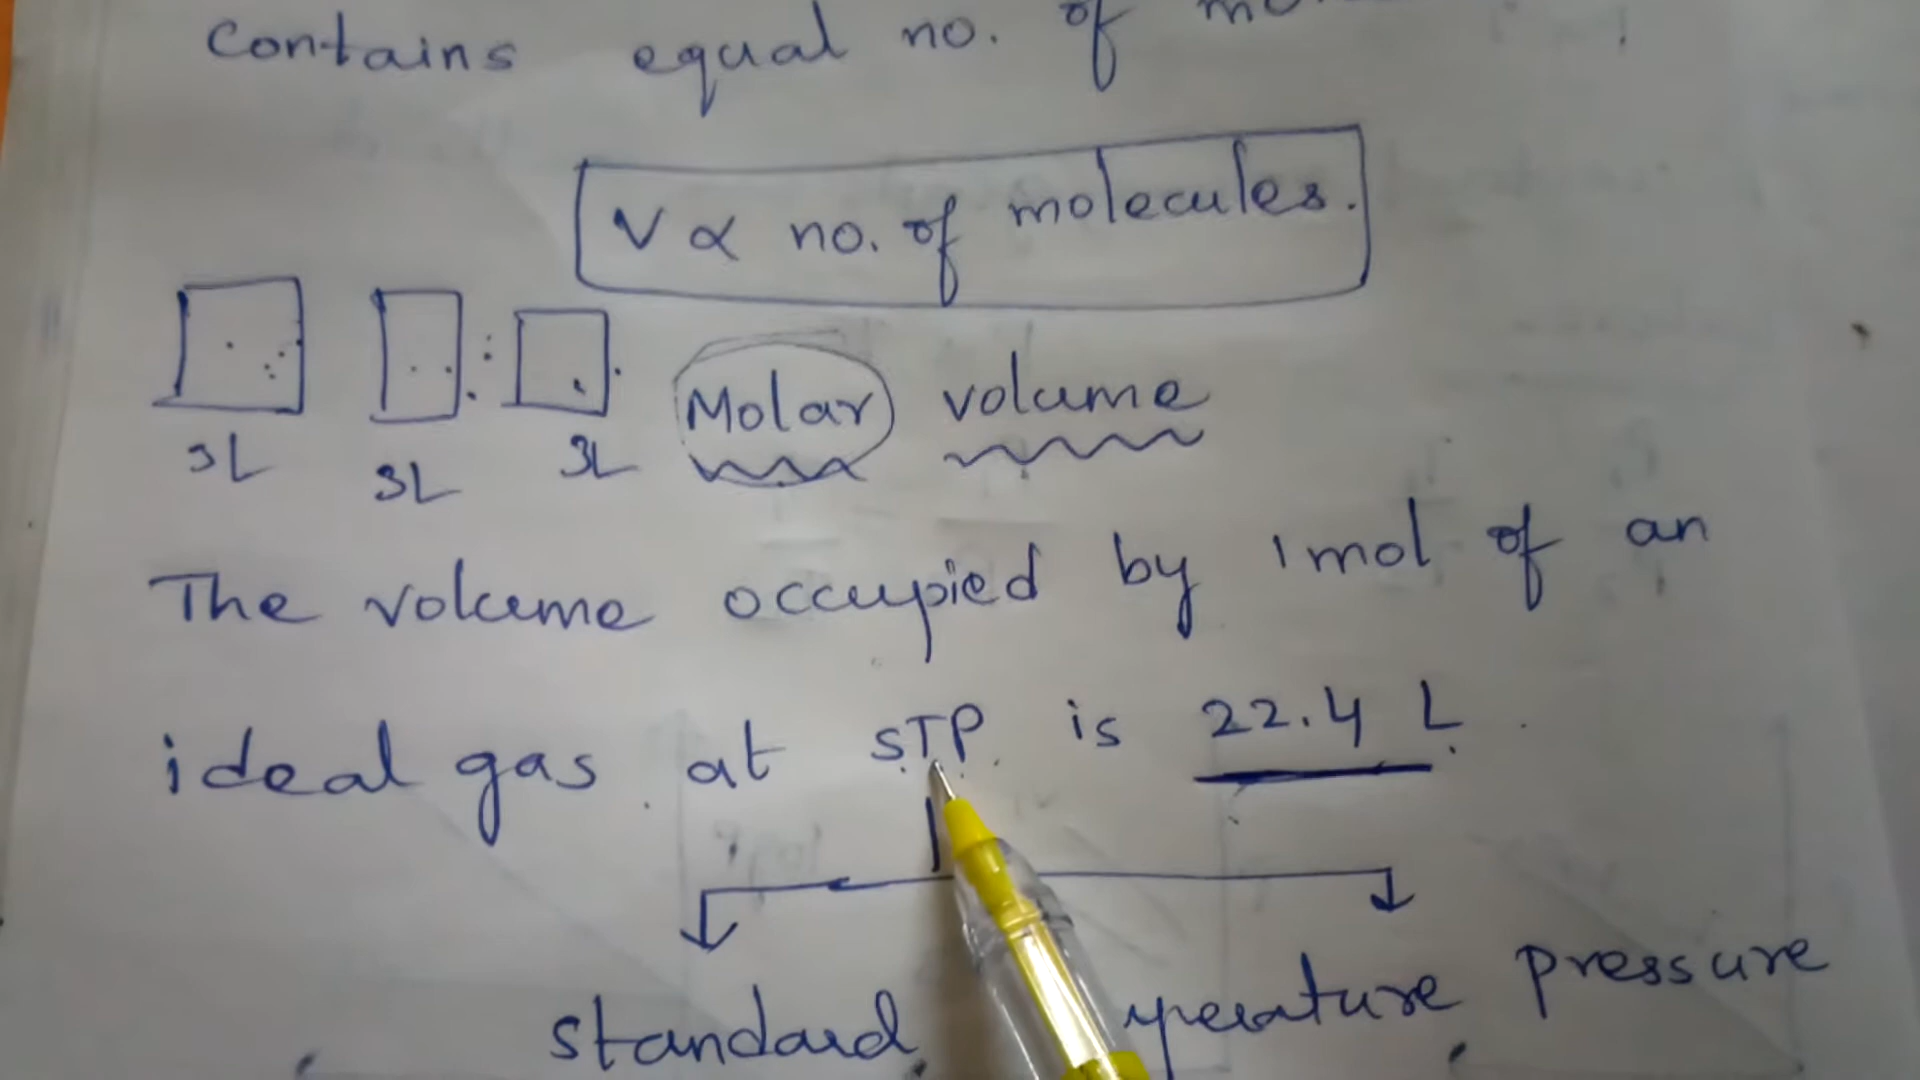 contains equal no. of
V ∝ no. of molecules.
3L 3L 3L Molar volume
The volume occupied by 1 mol of an
ideal gas at STP is 22.4 L
standard pressure